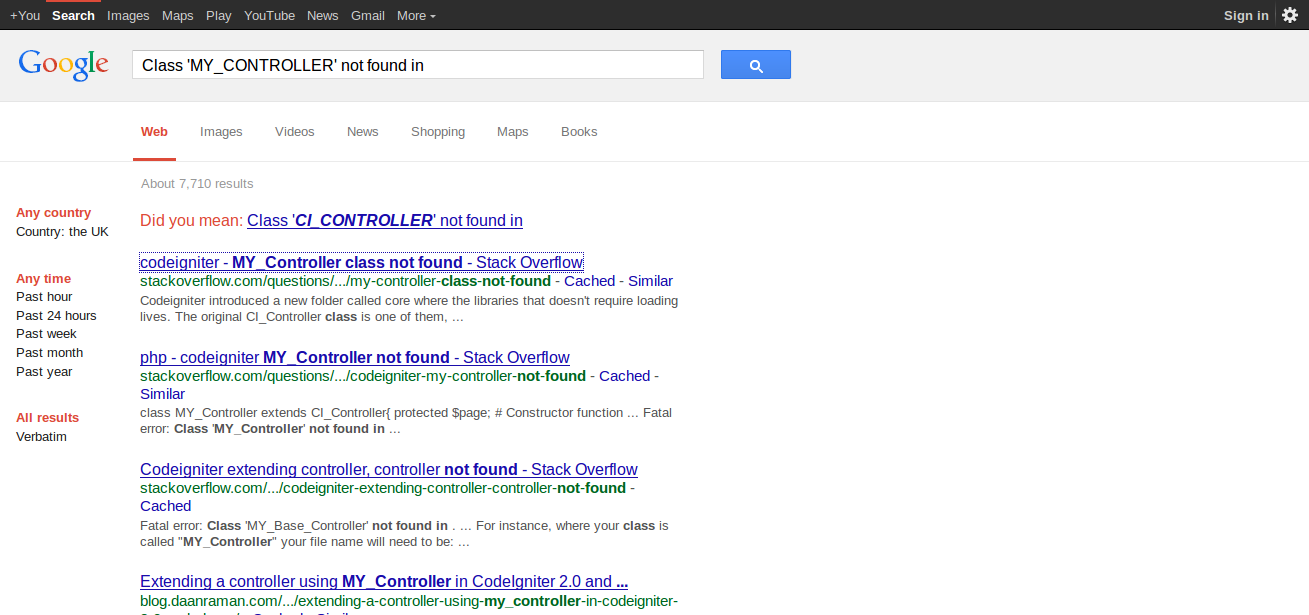 +You Search Images Maps Play YouTube News Gmail More Sign in
Google Class 'MY_CONTROLLER' not found in
Web Images Videos News Shopping Maps Books
About 7,710 results
Any country
Country: the UK
Any time
Past hour
Past 24 hours
Past week
Past month
Past year
All results
Verbatim
Did you mean: Class 'CI_CONTROLLER' not found in
codeigniter - MY_Controller class not found - Stack Overflow
stackoverflow.com/questions/.../my-controller-class-not-found - Cached - Similar
Codeigniter introduced a new folder called core where the libraries that doesn't require loading
lives. The original CI_Controller class is one of them, ...
php - codeigniter MY_Controller not found - Stack Overflow
stackoverflow.com/questions/.../codeigniter-my-controller-not-found - Cached -
Similar
class MY_Controller extends CI_Controller{ protected $page; # Constructor function ... Fatal
error: Class 'MY_Controller' not found in ...
Codeigniter extending controller, controller not found - Stack Overflow
stackoverflow.com/.../codeigniter-extending-controller-controller-not-found -
Cached
Fatal error: Class 'MY_Base_Controller' not found in . ... For instance, where your class is
called "MY_Controller" your file name will need to be: ...
Extending a controller using MY_Controller in CodeIgniter 2.0 and ...
blog.daanraman.com/.../extending-a-controller-using-my_controller-in-codeigniter-